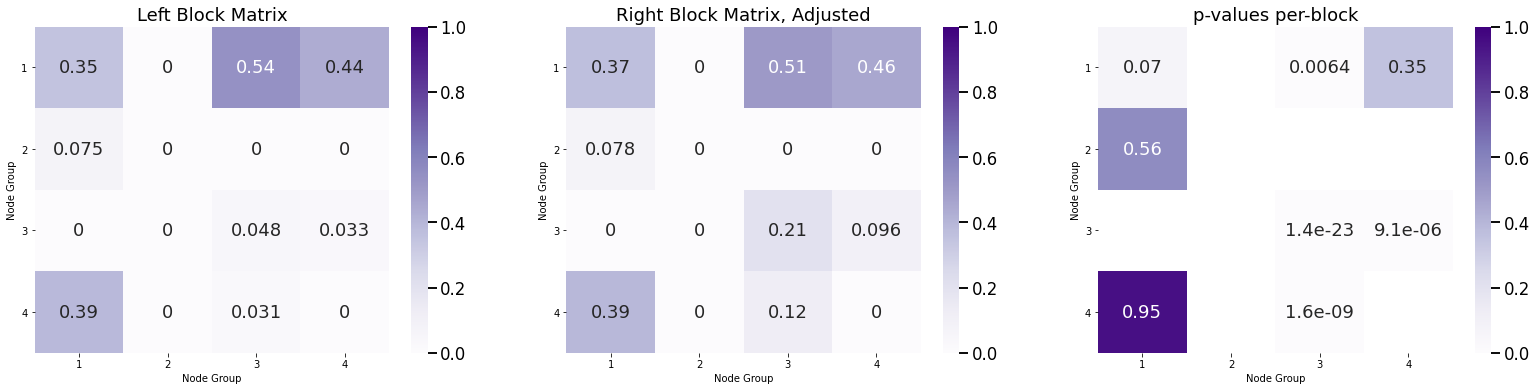 Left Block Matrix
1.0
1 0.35 0 0.54 0.44
0.8
2 0.075 0 0 0
0.6
Node Group
0.4
3 0 0 0.048 0.033
0.2
4 0.39 0 0.031 0
0.0
1 2 3 4
Node Group
Right Block Matrix, Adjusted
1.0
1 0.37 0 0.51 0.46
0.8
2 0.078 0 0 0
0.6
Node Group
0.4
3 0 0 0.21 0.096
0.2
4 0.39 0 0.12 0
0.0
1 2 3 4
Node Group
p-values per-block
1.0
1 0.07 0.0064 0.35
0.8
2 0.56
0.6
Node Group
0.4
3 1.4e-23 9.1e-06
0.2
4 0.95 1.6e-09
0.0
1 2 3 4
Node Group